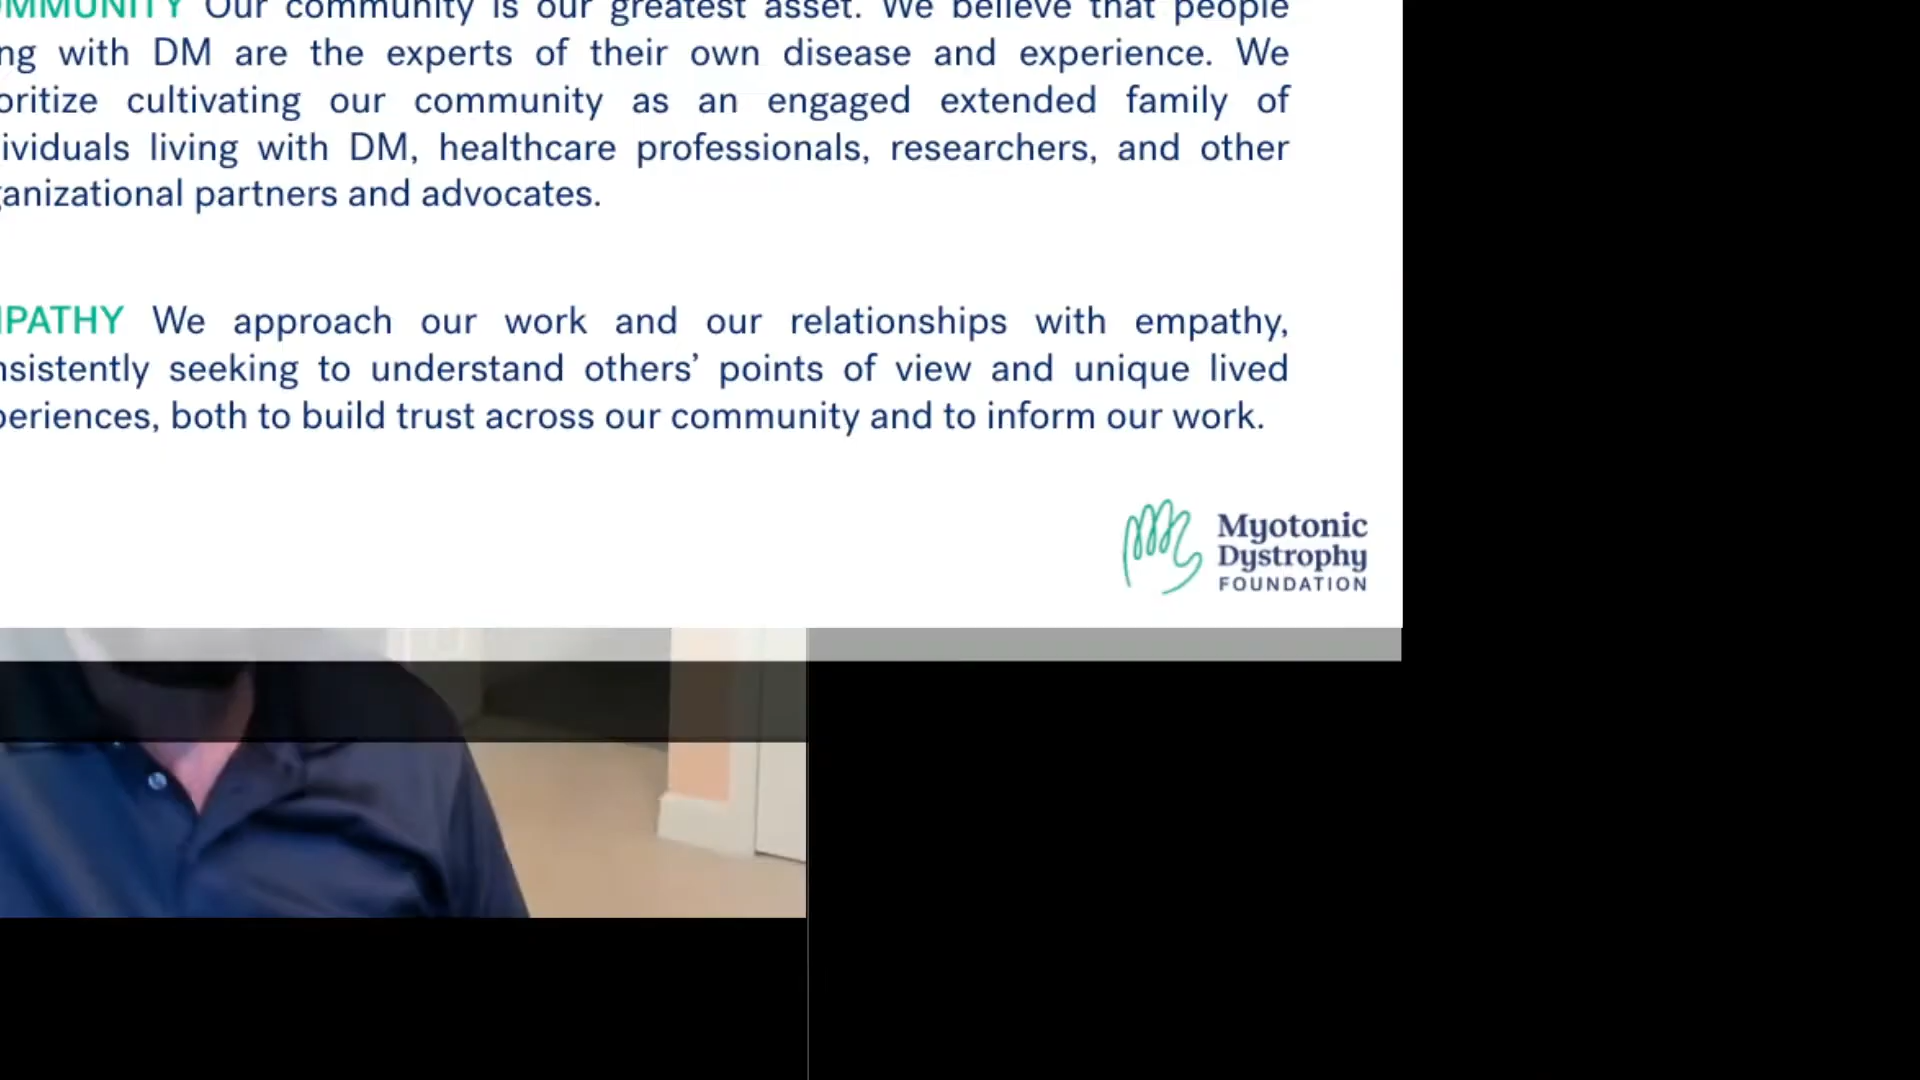 OMMUNITY Our community is our greatest asset. We believe that people
ng with DM are the experts of their own disease and experience. We
oritize cultivating our community as an engaged extended family of
ividuals living with DM, healthcare professionals, researchers, and other
ganizational partners and advocates.
MPATHY We approach our work and our relationships with empathy,
nsistently seeking to understand others’ points of view and unique lived
periences, both to build trust across our community and to inform our work.
Myotonic
Dystrophy
FOUNDATION